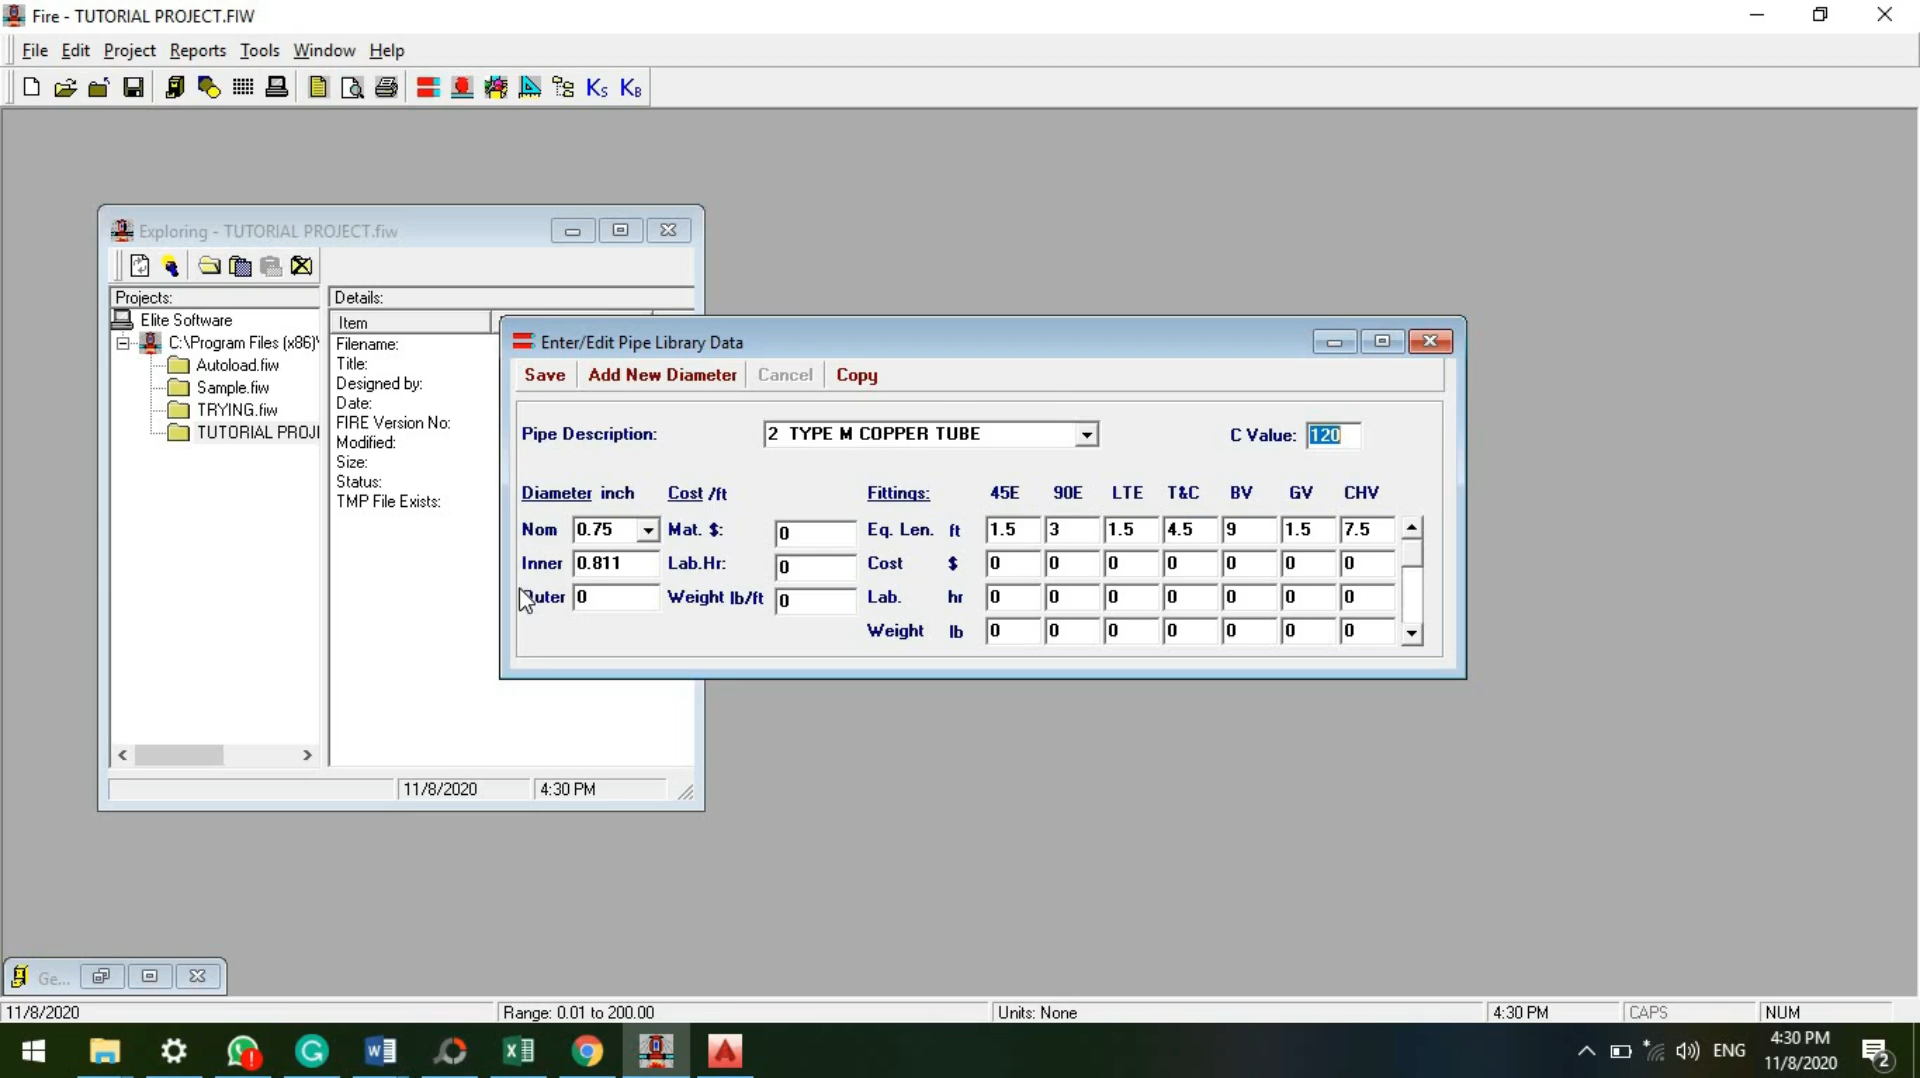 Fire - TUTORIAL PROJECT.FIW
File Edit Project Reports Tools Window Help
KS KB
Exploring - TUTORIAL PROJECT.fiw
Projects:
Elite Software
C:\Program Files (x86)\
Autoload.fiw
Sample.fiw
TRYING.fiw
TUTORIAL PROJ
Details:
Item
Filename:
Title:
Designed by:
Date:
FIRE Version No:
Modified:
Size:
Status:
TMP File Exists:
11/8/2020 4:30 PM
Enter/Edit Pipe Library Data
Save Add New Diameter Cancel Copy
Pipe Description: 2 TYPE M COPPER TUBE C Value: 120
Diameter inch Cost /ft Fittings: 45E 90E LTE T&C BV GV CHV
Nom 0.75 Mat. $: 0 Eq. Len. ft 1.5 3 1.5 4.5 9 1.5 7.5
Inner 0.811 Lab.Hr: 0 Cost $ 0 0 0 0 0 0 0
Outer 0 Weight lb/ft 0 Lab. hr 0 0 0 0 0 0 0
Weight lb 0 0 0 0 0 0 0
Ge...
11/8/2020 Range: 0.01 to 200.00 Units: None 4:30 PM CAPS NUM
ENG 4:30 PM
11/8/2020 2